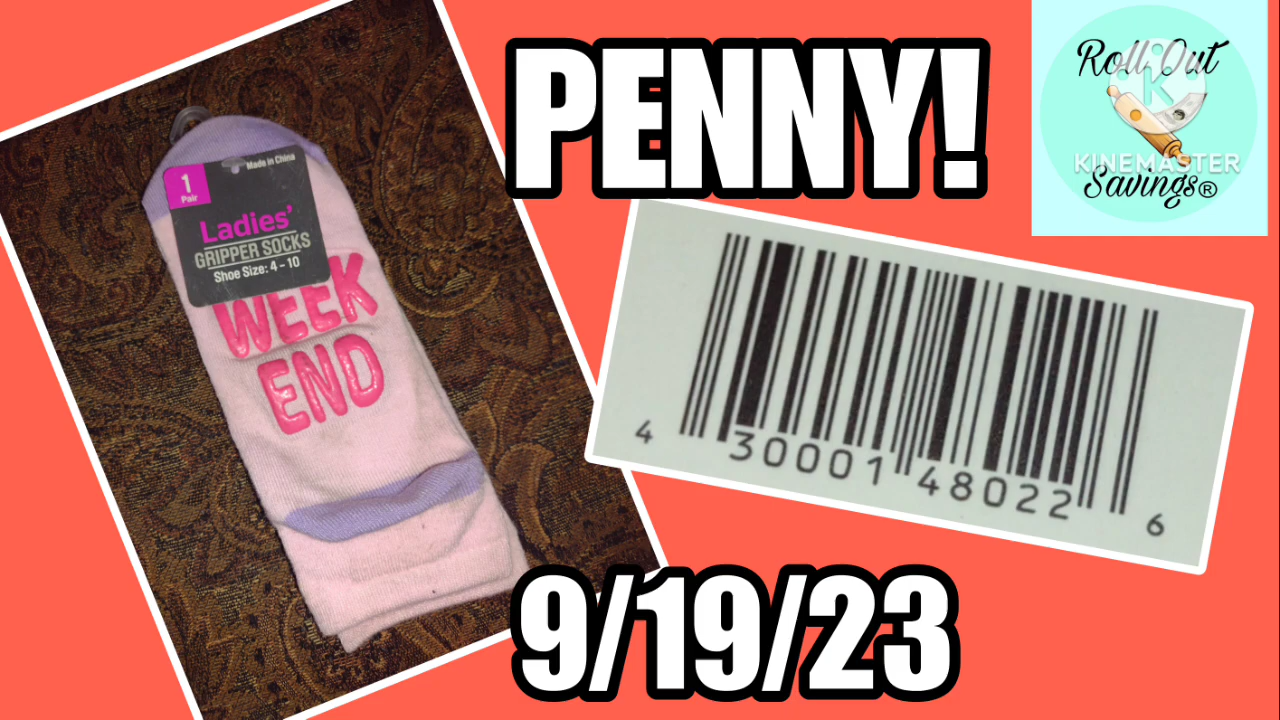 PENNY!
Roll Out
KINEMASTER
Savings®
Made in China
1
Pair
Ladies'
GRIPPER SOCKS
Shoe Size: 4 - 10
WEEK
END
4 30001 48022 6
9/19/23